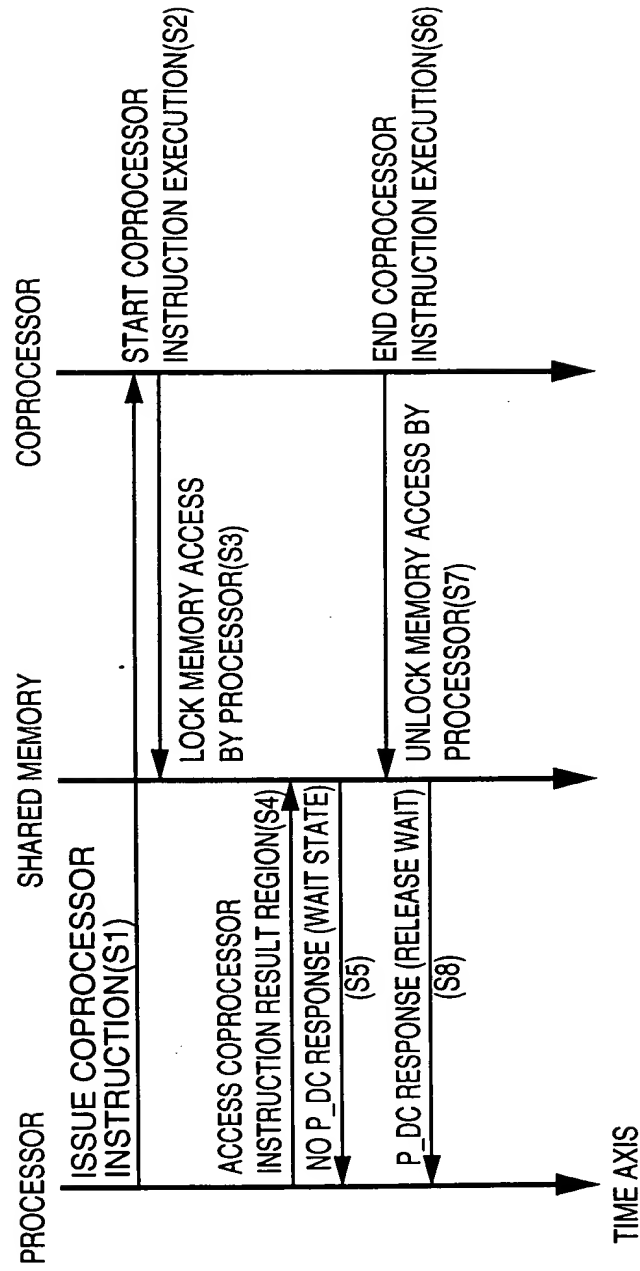 PROCESSOR
SHARED MEMORY
COPROCESSOR
ISSUE COPROCESSOR
INSTRUCTION(S1)
START COPROCESSOR
INSTRUCTION EXECUTION(S2)
LOCK MEMORY ACCESS
BY PROCESSOR(S3)
ACCESS COPROCESSOR
INSTRUCTION RESULT REGION(S4)
NO P_DC RESPONSE (WAIT STATE)
(S5)
END COPROCESSOR
INSTRUCTION EXECUTION(S6)
UNLOCK MEMORY ACCESS BY
PROCESSOR(S7)
P_DC RESPONSE (RELEASE WAIT)
(S8)
TIME AXIS